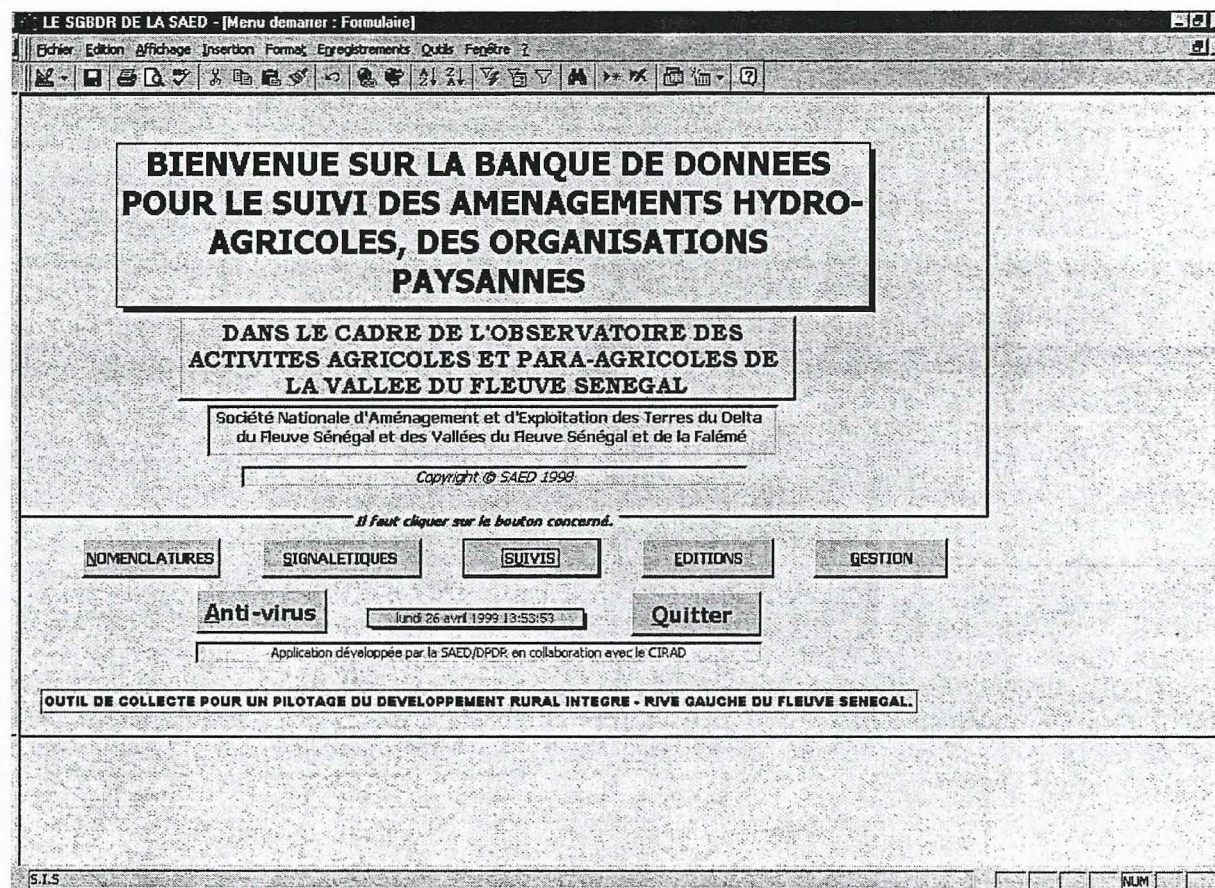 LE SGBDR DE LA SAED - [Menu demarrer : Formulaire]
Fichier Edition Affichage Insertion Format Enregistrements Outils Fenêtre ?
BIENVENUE SUR LA BANQUE DE DONNEES
POUR LE SUIVI DES AMENAGEMENTS HYDRO-
AGRICOLES, DES ORGANISATIONS
PAYSANNES
DANS LE CADRE DE L'OBSERVATOIRE DES
ACTIVITES AGRICOLES ET PARA-AGRICOLES DE
LA VALLEE DU FLEUVE SENEGAL
Société Nationale d'Aménagement et d'Exploitation des Terres du Delta
du Fleuve Sénégal et des Vallées du Fleuve Sénégal et de la Falémé
Copyright © SAED 1998
Il faut cliquer sur le bouton concerné.
NOMENCLATURES SIGNALETIQUES SUIVIS EDITIONS GESTION
Anti-virus lundi 26 avril 1999 13:53:53 Quitter
Application développée par la SAED/DPDR en collaboration avec le CIRAD
OUTIL DE COLLECTE POUR UN PILOTAGE DU DEVELOPPEMENT RURAL INTEGRE - RIVE GAUCHE DU FLEUVE SENEGAL.
S.I.S NUM